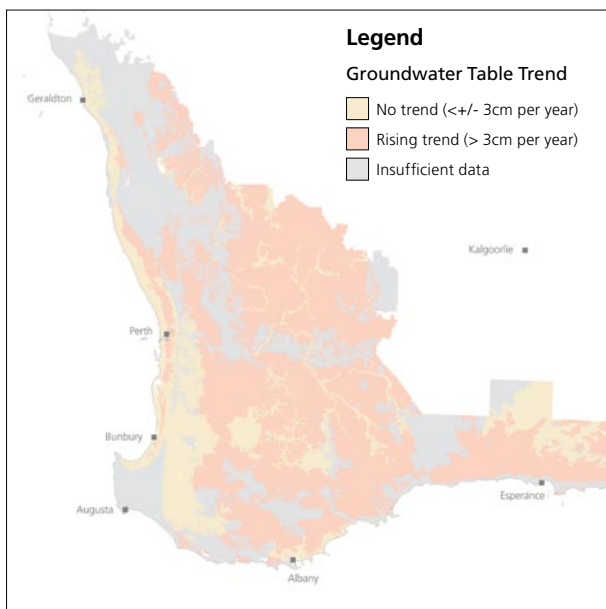 Legend
Groundwater Table Trend
No trend (<+/- 3cm per year)
Rising trend (> 3cm per year)
Insufficient data
Geraldton
Kalgoorlie
Perth
Bunbury
Augusta
Esperance
Albany